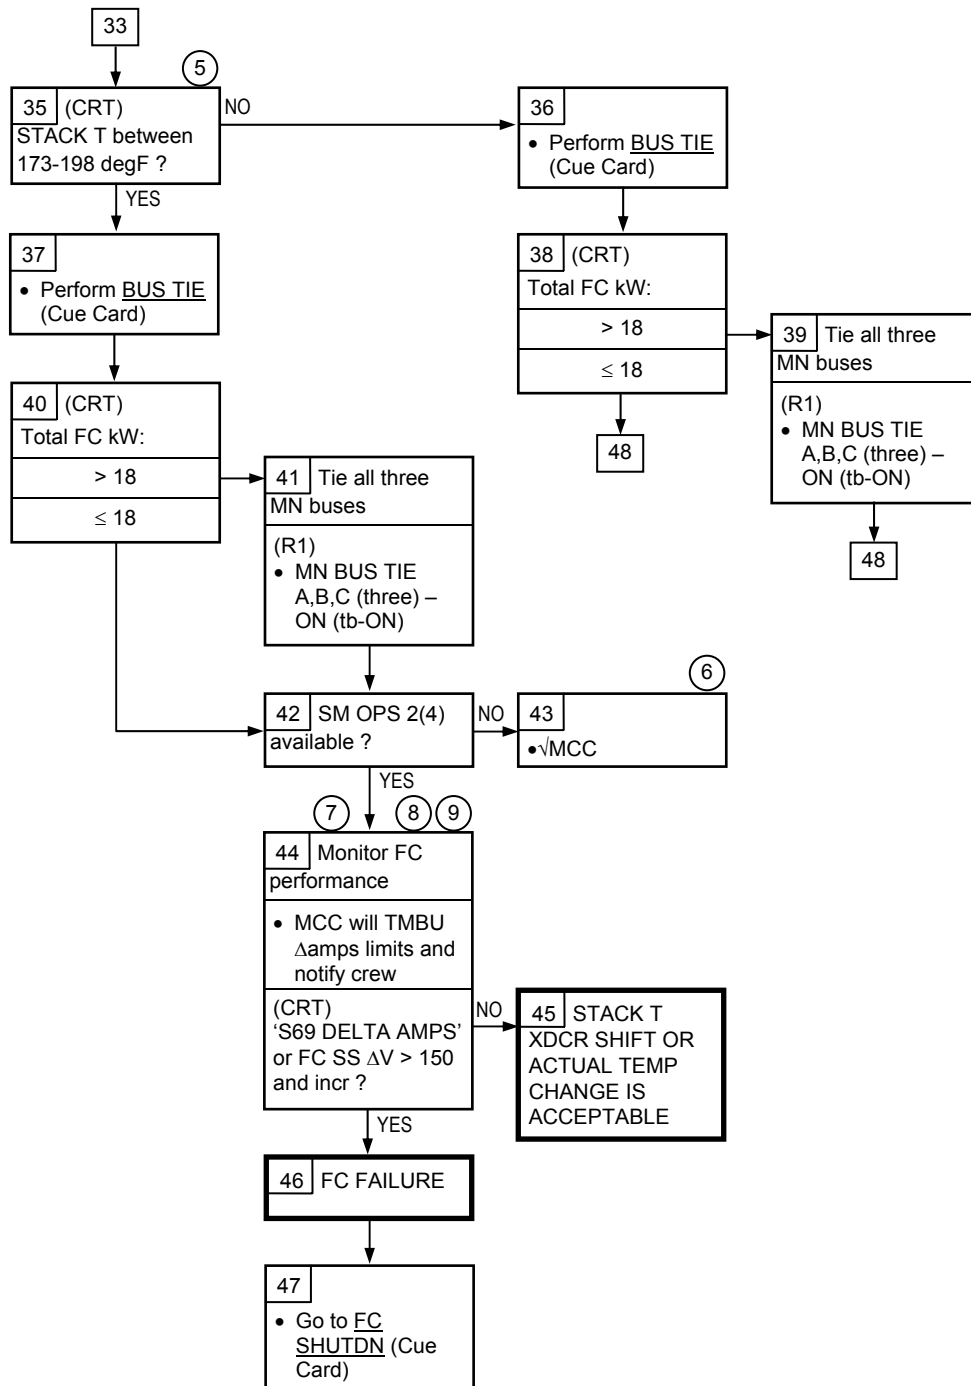 33
5
35 (CRT)
STACK T between
173-198 degF ?
NO
YES
36
• Perform BUS TIE
(Cue Card)
37
• Perform BUS TIE
(Cue Card)
38 (CRT)
Total FC kW:
> 18
≤ 18
48
39 Tie all three
MN buses
(R1)
• MN BUS TIE
A,B,C (three) –
ON (tb-ON)
48
40 (CRT)
Total FC kW:
> 18
≤ 18
41 Tie all three
MN buses
(R1)
• MN BUS TIE
A,B,C (three) –
ON (tb-ON)
42 SM OPS 2(4)
available ?
NO
YES
6
43
•√MCC
7 8 9
44 Monitor FC
performance
• MCC will TMBU
∆amps limits and
notify crew
(CRT)
‘S69 DELTA AMPS’
or FC SS ∆V > 150
and incr ?
NO
YES
45 STACK T
XDCR SHIFT OR
ACTUAL TEMP
CHANGE IS
ACCEPTABLE
46 FC FAILURE
47
• Go to FC
SHUTDN (Cue
Card)